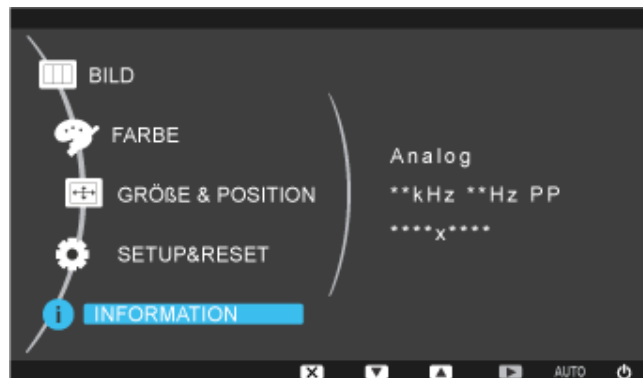 BILD
FARBE
GRÖßE & POSITION
SETUP&RESET
INFORMATION
Analog
**kHz **Hz PP
****x****
AUTO